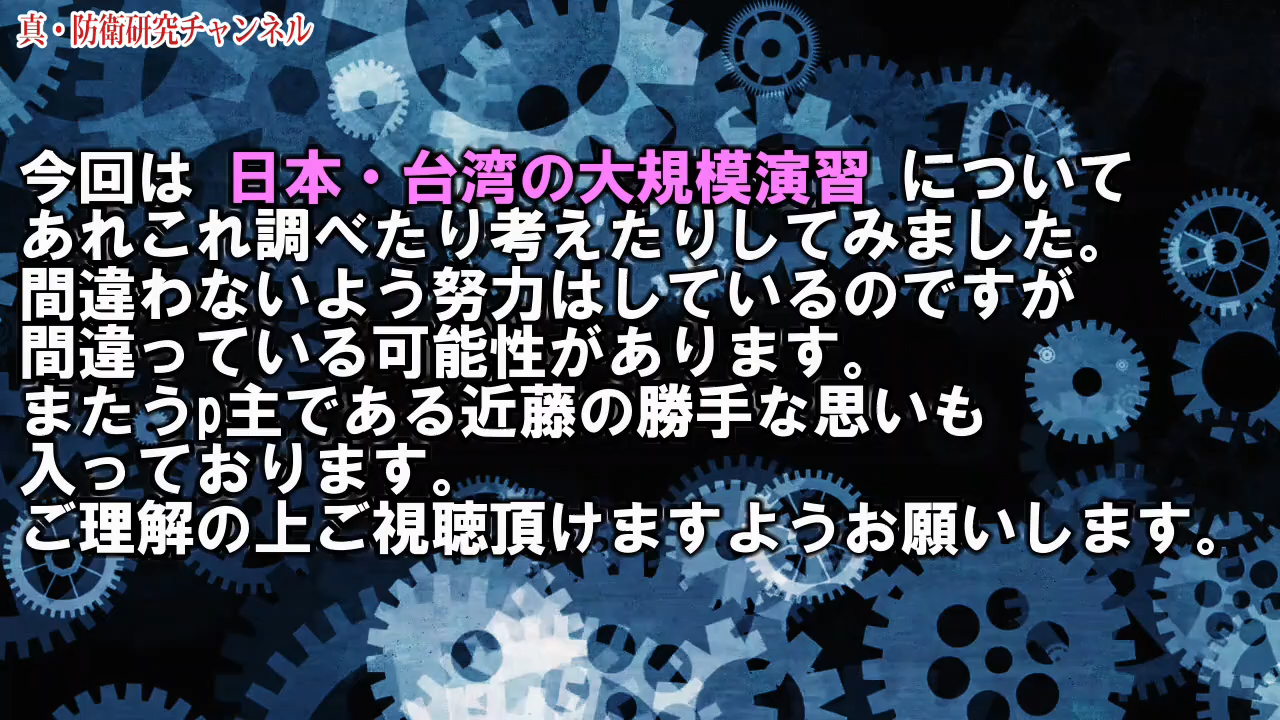 真・防衛研究チャンネル
今回は 日本・台湾の大規模演習 について
あれこれ調べたり考えたりしてみました。
間違わないよう努力はしているのですが
間違っている可能性があります。
またうp主である近藤の勝手な思いも
入っております。
ご理解の上ご視聴頂けますようお願いします。